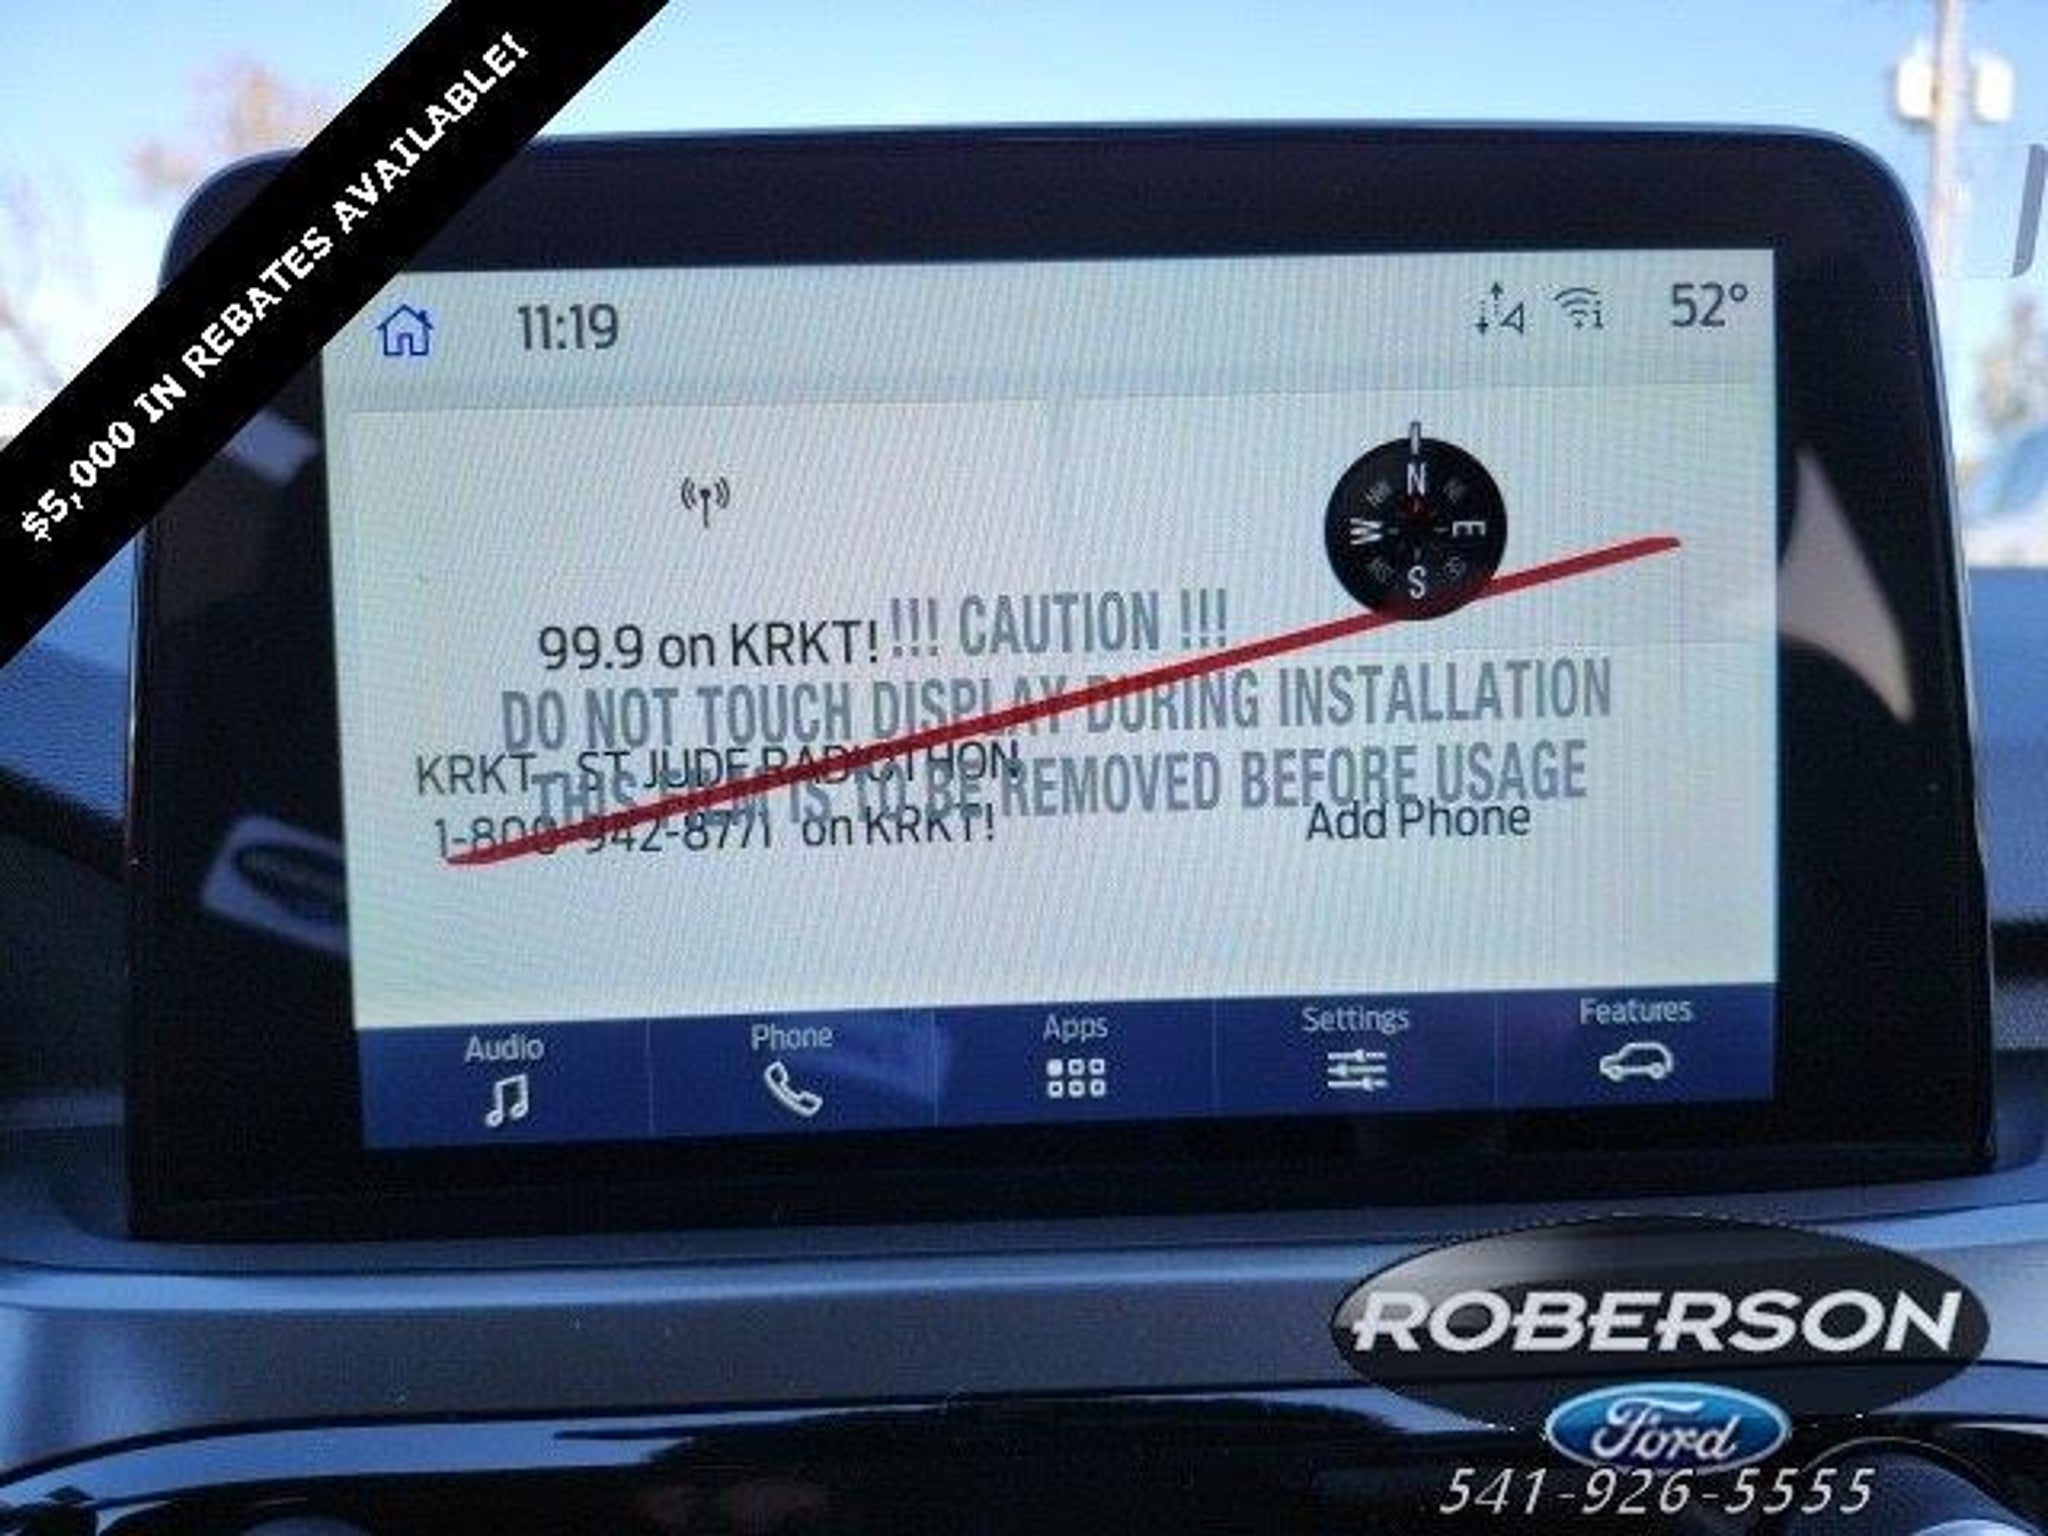 $5,000 IN REBATES AVAILABLE!
11:19
52°
N
W
E
S
99.9 on KRKT!
!!! CAUTION !!!
DO NOT TOUCH DISPLAY DURING INSTALLATION
THIS FILM IS TO BE REMOVED BEFORE USAGE
KRKT - ST JUDE RADIOTHON
1-800-942-8771 on KRKT!
Add Phone
Audio
Phone
Apps
Settings
Features
ROBERSON
Ford
541-926-5555